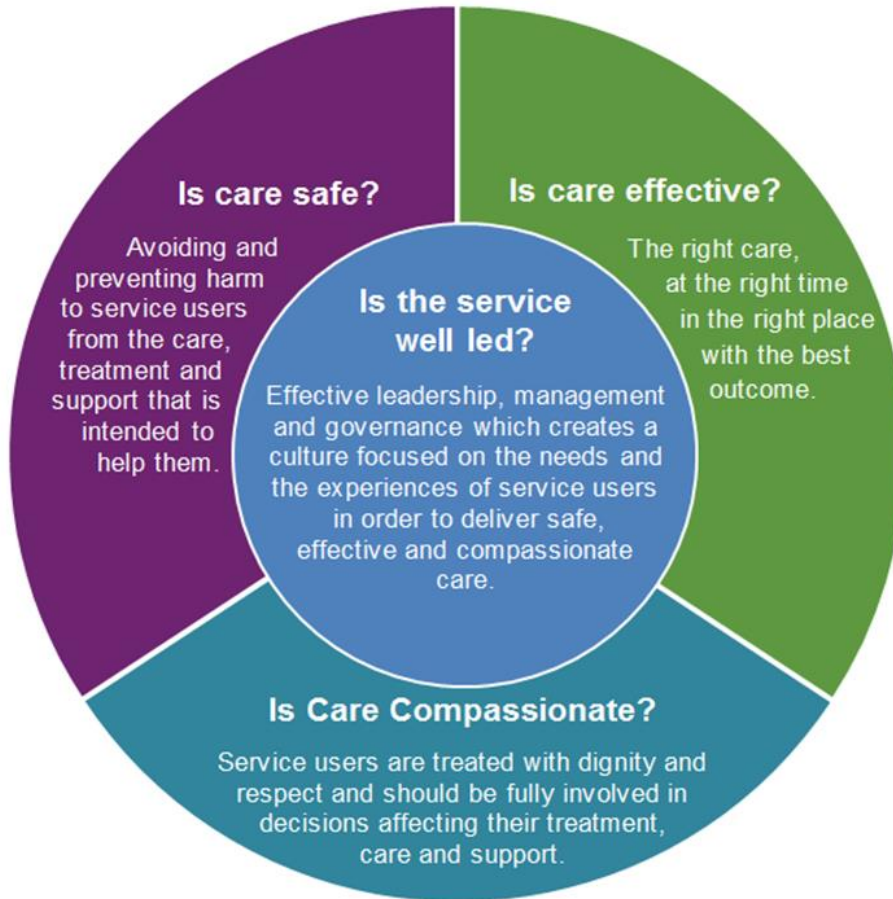 Is care safe?
Avoiding and
preventing harm
to service users
from the care,
treatment and
support that is
intended to
help them.
Is care effective?
The right care,
at the right time
in the right place
with the best
outcome.
Is the service
well led?
Effective leadership, management
and governance which creates a
culture focused on the needs and
the experiences of service users
in order to deliver safe,
effective and compassionate
care.
Is Care Compassionate?
Service users are treated with dignity and
respect and should be fully involved in
decisions affecting their treatment,
care and support.